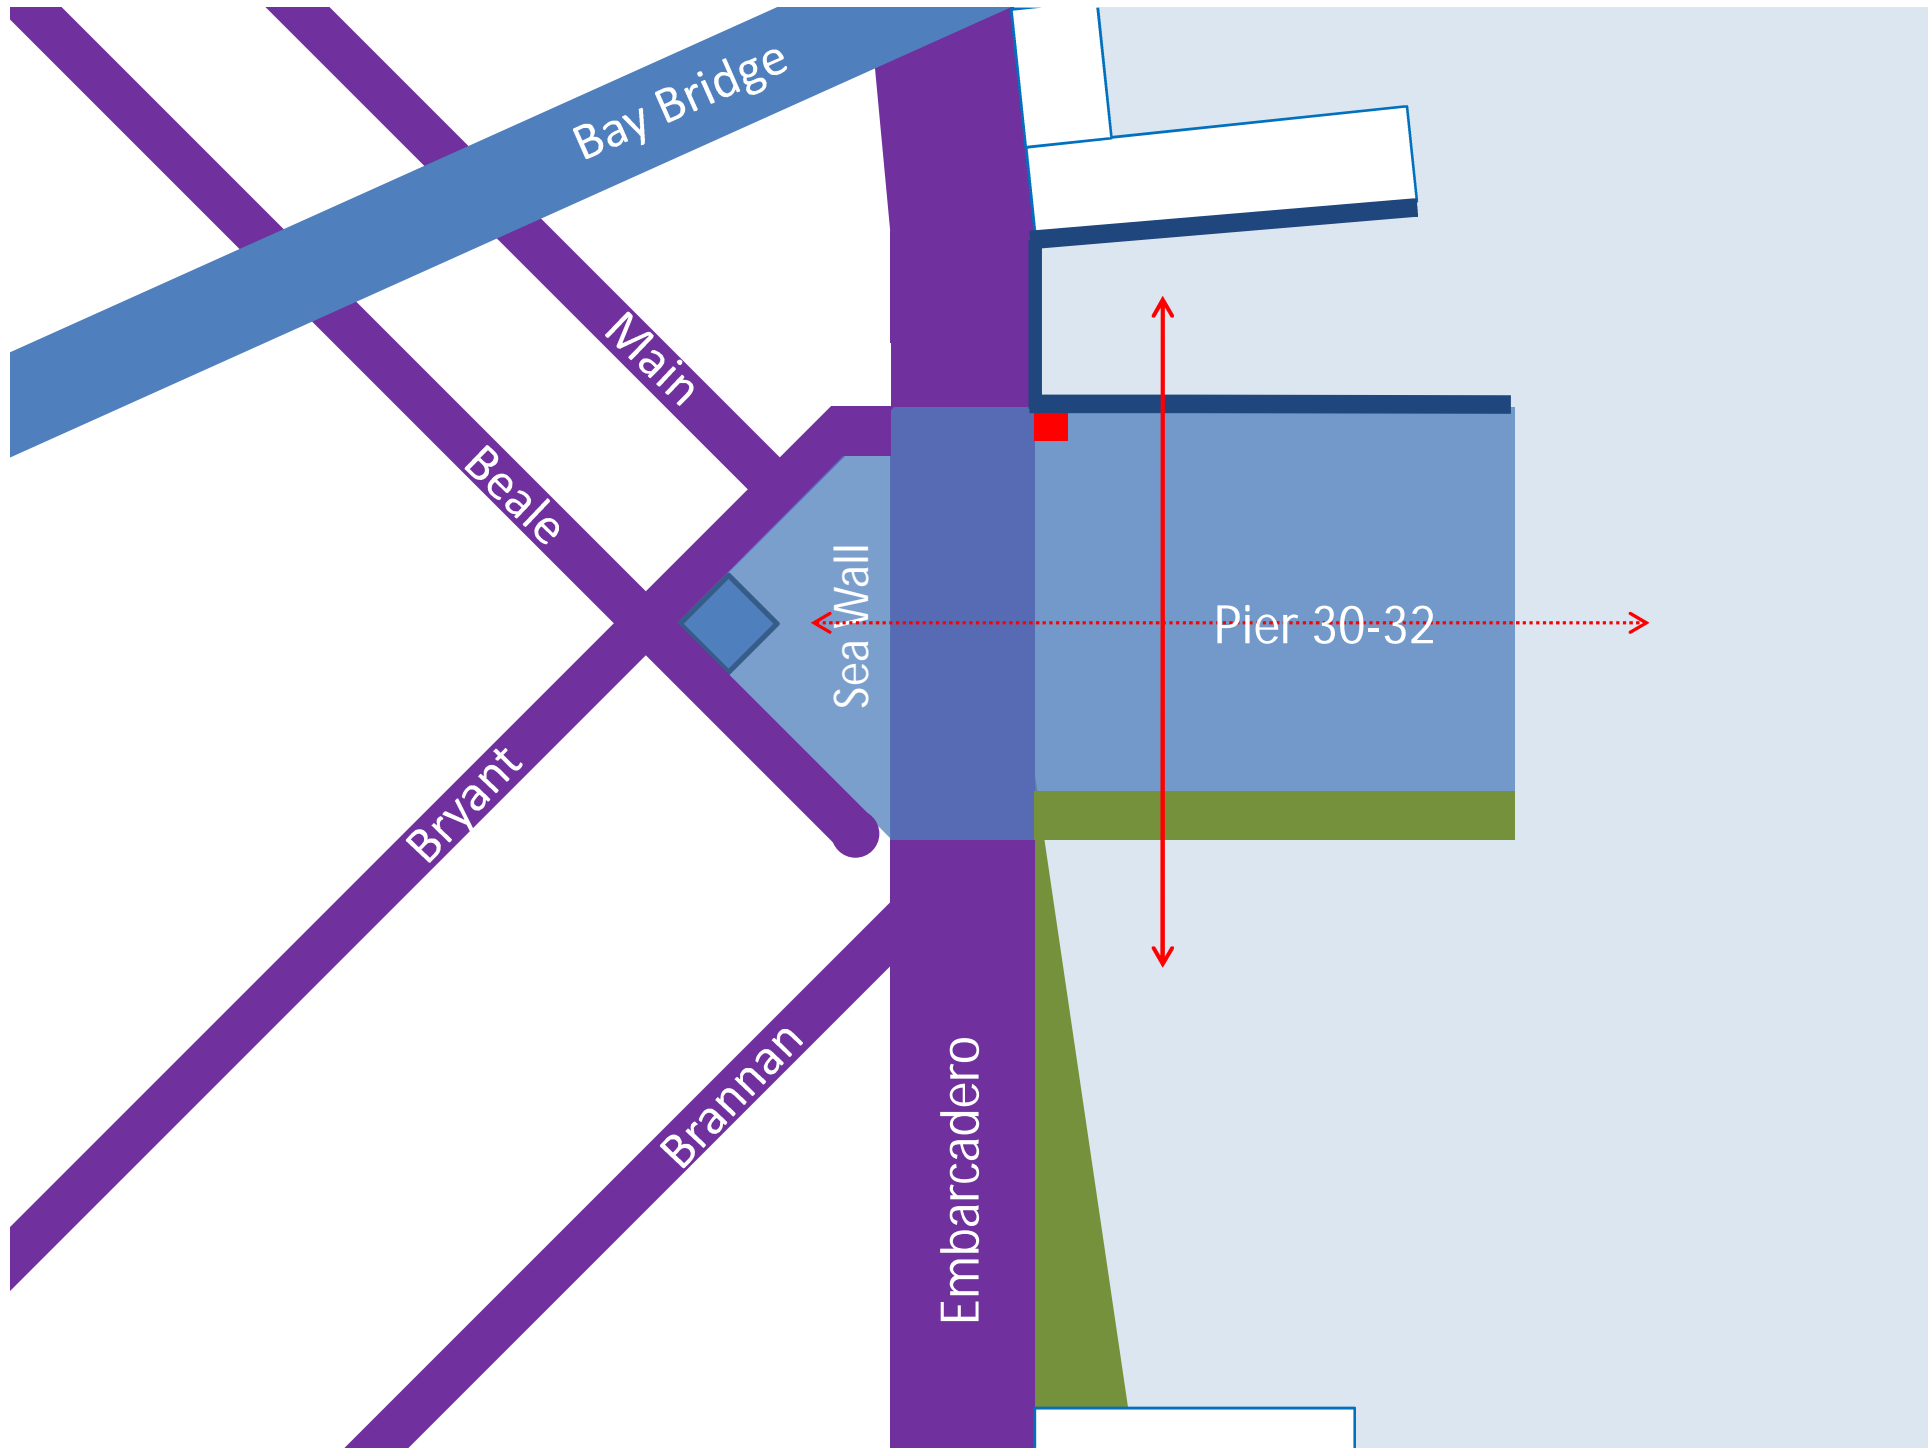 Bay Bridge
Main
Beale
Sea Wall
Pier 30-32
Bryant
Brannan
Embarcadero